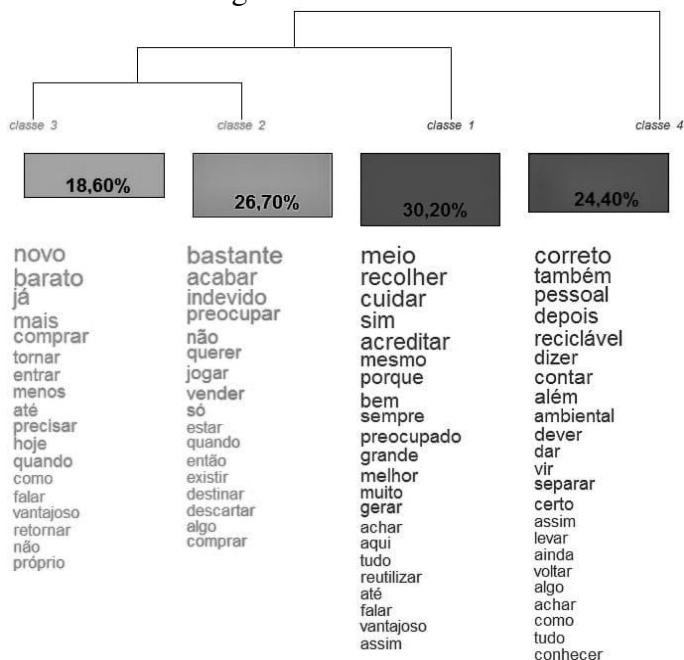 classe 3
classe 2
classe 1
classe 4
18,60%
26,70%
30,20%
24,40%
novo
barato
já
mais
comprar
tornar
entrar
menos
até
precisar
hoje
quando
como
falar
vantajoso
retornar
não
próprio
bastante
acabar
indevido
preocupar
não
querer
jogar
vender
só
estar
quando
então
existir
destinar
descartar
algo
comprar
meio
recolher
cuidar
sim
acreditar
mesmo
porque
bem
sempre
preocupado
grande
melhor
muito
gerar
achar
aqui
tudo
reutilizar
até
falar
vantajoso
assim
correto
também
pessoal
depois
reciclável
dizer
contar
além
ambiental
dever
dar
vir
separar
certo
assim
levar
ainda
voltar
algo
achar
como
tudo
conhecer